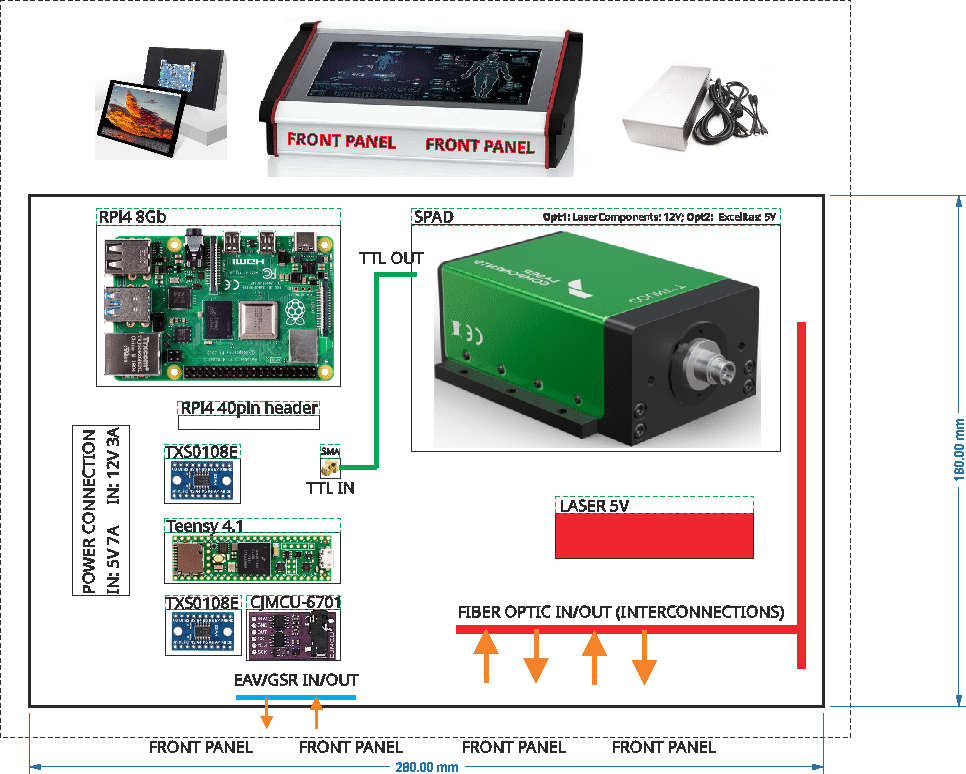 FRONT PANEL FRONT PANEL
RPI4 8Gb
SPAD Opt1: LaserComponents: 12V; Opt2: Excelitas: 5V
TTL OUT
HDMI
RPI4 40pin header
POWER CONNECTION
IN: 5V 7A IN: 12V 3A
TXS0108E
SMA
TTL IN
LASER 5V
Teensy 4.1
TXS0108E
CJMCU-6701
FIBER OPTIC IN/OUT (INTERCONNECTIONS)
EAV/GSR IN/OUT
FRONT PANEL FRONT PANEL FRONT PANEL FRONT PANEL
280.00 mm
180.00 mm